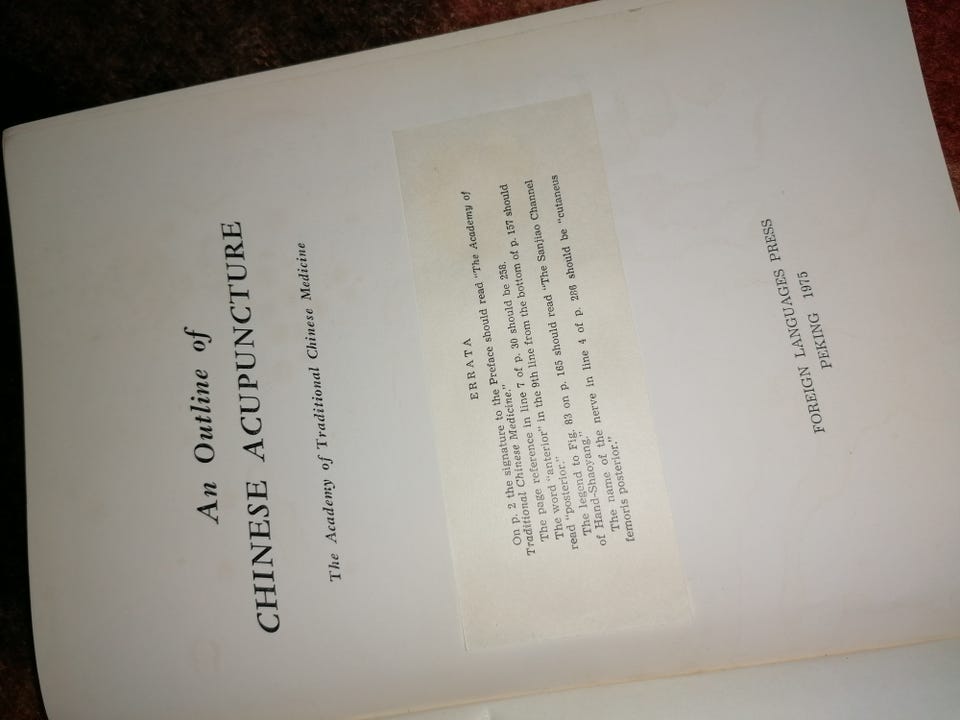 An Outline of
CHINESE ACUPUNCTURE
The Academy of Traditional Chinese Medicine
ERRATA
On p. 2 the signature to the Preface should read "The Academy of
Traditional Chinese Medicine."
The page reference in line 7 of p. 30 should be 258.
The word "anterior" in the 9th line from the bottom of p. 157 should
read "posterior."
The legend to Fig. 83 on p. 165 should read "The Sanjiao Channel
of Hand-Shaoyang."
The name of the nerve in line 4 of p. 286 should be "cutaneus
femoris posterior."
FOREIGN LANGUAGES PRESS
PEKING 1975